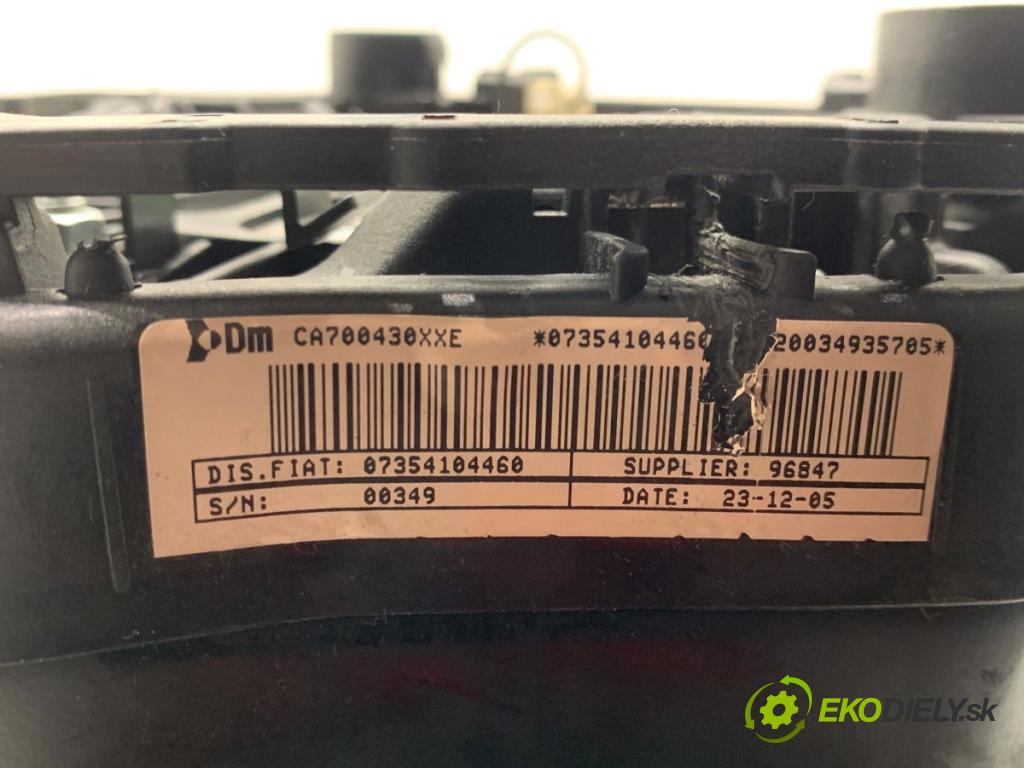 Dm CA700430XXE *07354104460 20034935705*
DIS.FIAT: 07354104460 SUPPLIER: 96847
S/N: 00349 DATE: 23-12-05
EKODIELY.sk